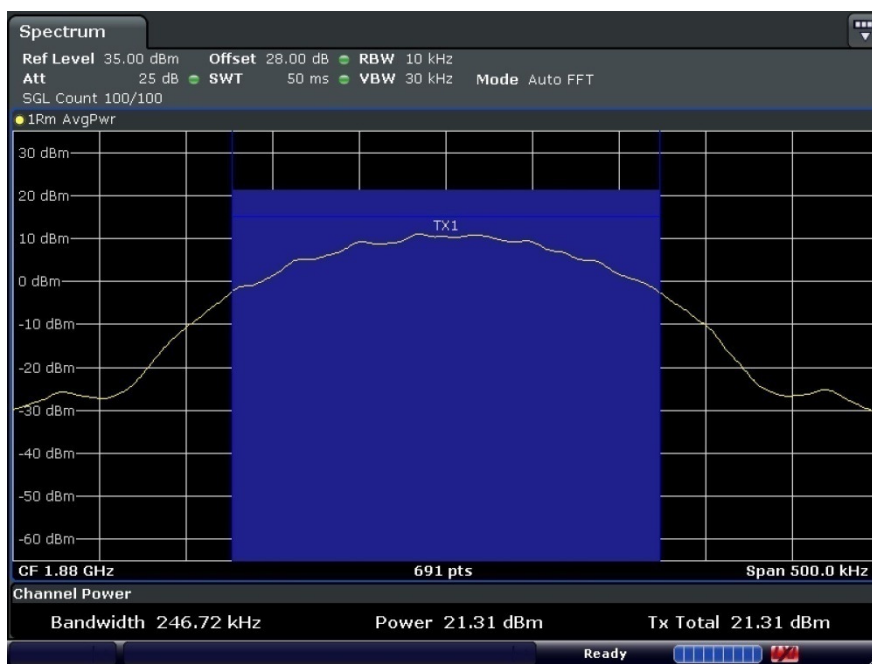 Spectrum
Ref Level 35.00 dBm Offset 28.00 dB RBW 10 kHz
Att 25 dB SWT 50 ms VBW 30 kHz Mode Auto FFT
SGL Count 100/100
1Rm AvgPwr
30 dBm
20 dBm
TX1
10 dBm
0 dBm
-10 dBm
-20 dBm
-30 dBm
-40 dBm
-50 dBm
-60 dBm
CF 1.88 GHz 691 pts Span 500.0 kHz
Channel Power
Bandwidth 246.72 kHz Power 21.31 dBm Tx Total 21.31 dBm
Ready